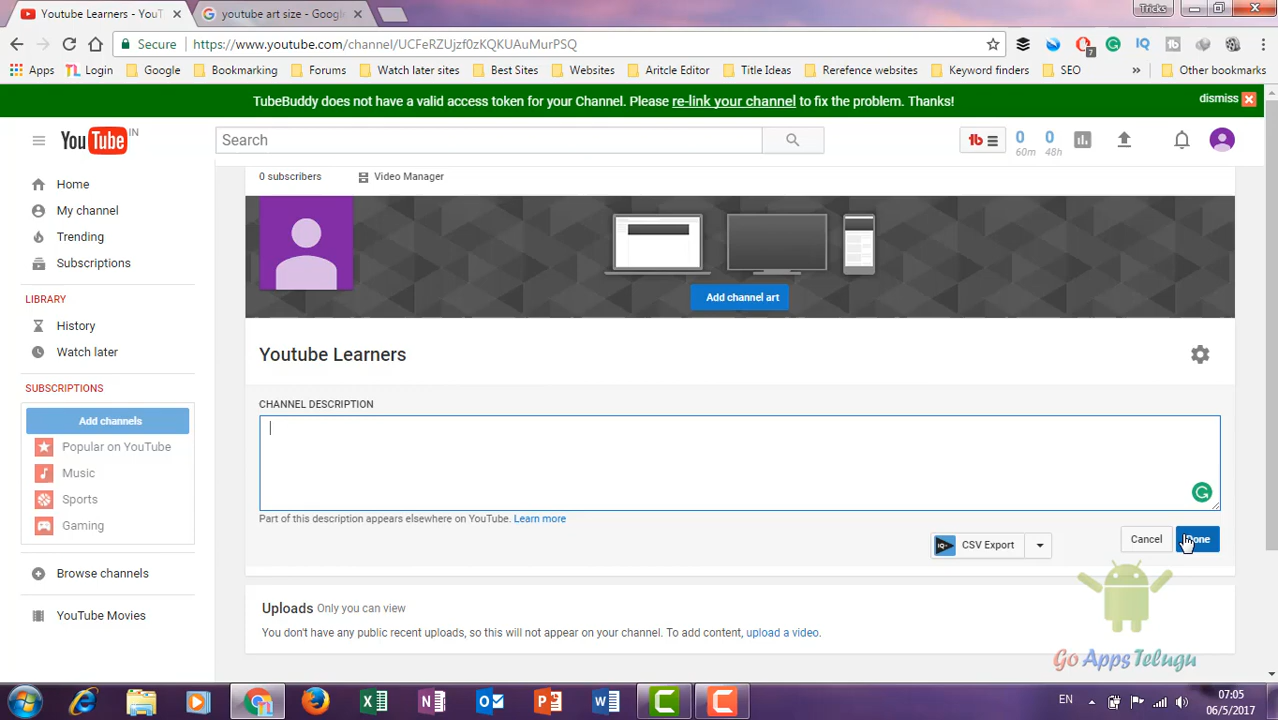 Youtube Learners - YouT
youtube art size - Googl
Tricks
Secure
https://www.youtube.com/channel/UCFeRZUjzf0zKQKUAuMurPSQ
7
Apps
TL Login
Google
Bookmarking
Forums
Watch later sites
Best Sites
Websites
Aritcle Editor
Title Ideas
Rerefence websites
Keyword finders
SEO
»
Other bookmarks
TubeBuddy does not have a valid access token for your Channel. Please re-link your channel to fix the problem. Thanks!
dismiss
YouTube IN
Search
tb
0 60m
0 48h
Home
My channel
Trending
Subscriptions
LIBRARY
History
Watch later
SUBSCRIPTIONS
Add channels
Popular on YouTube
Music
Sports
Gaming
Browse channels
YouTube Movies
0 subscribers
Video Manager
Add channel art
Youtube Learners
CHANNEL DESCRIPTION
Part of this description appears elsewhere on YouTube. Learn more
CSV Export
Cancel
Uploads Only you can view
You don't have any public recent uploads, so this will not appear on your channel. To add content, upload a video.
Go Apps Telugu
EN
07:05
06/5/2017